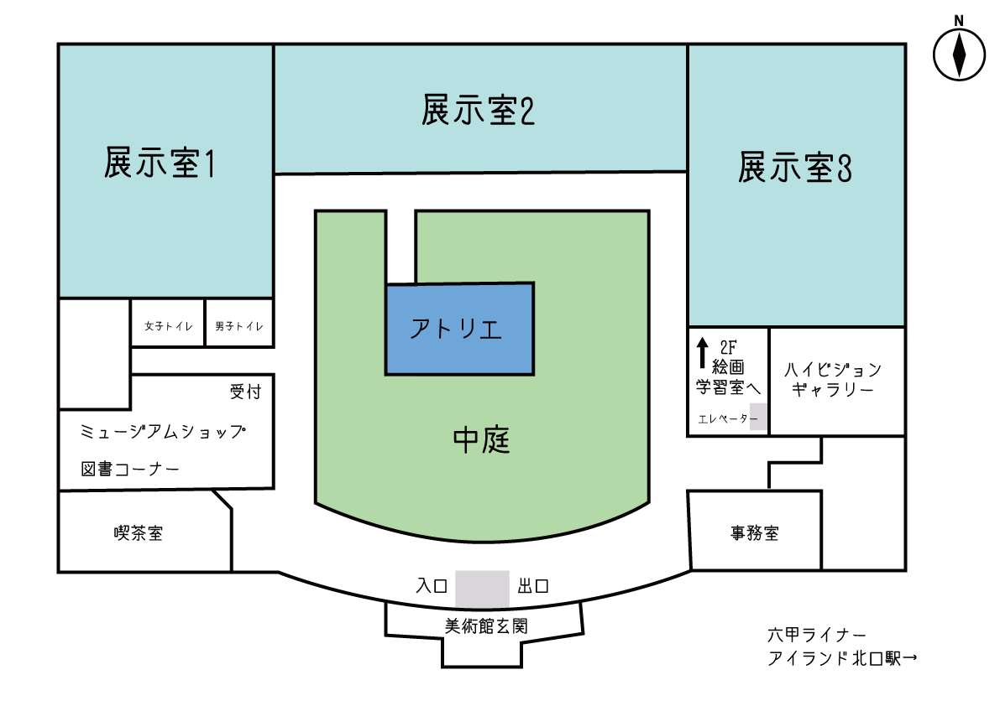 N
展示室1
展示室2
展示室3
女子トイレ
男子トイレ
アトリエ
2F
絵画
学習室へ
エレベーター
ハイビジョン
ギャラリー
受付
ミュージアムショップ
図書コーナー
中庭
喫茶室
事務室
入口
出口
美術館玄関
六甲ライナー
アイランド北口駅→